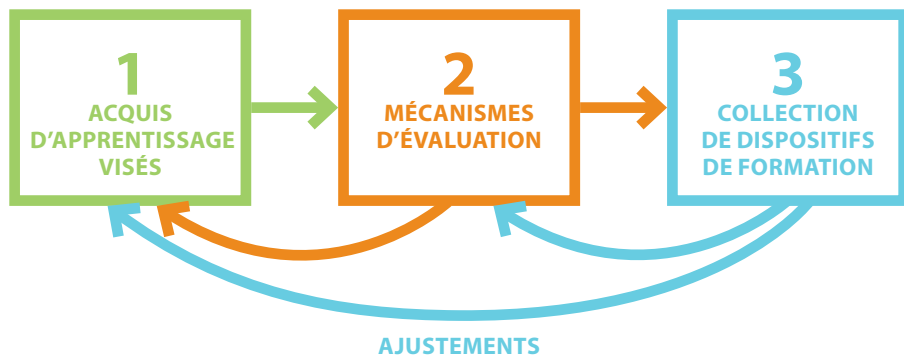 1
ACQUIS
D'APPRENTISSAGE
VISÉS
2
MÉCANISMES
D'ÉVALUATION
3
COLLECTION
DE DISPOSITIFS
DE FORMATION
AJUSTEMENTS